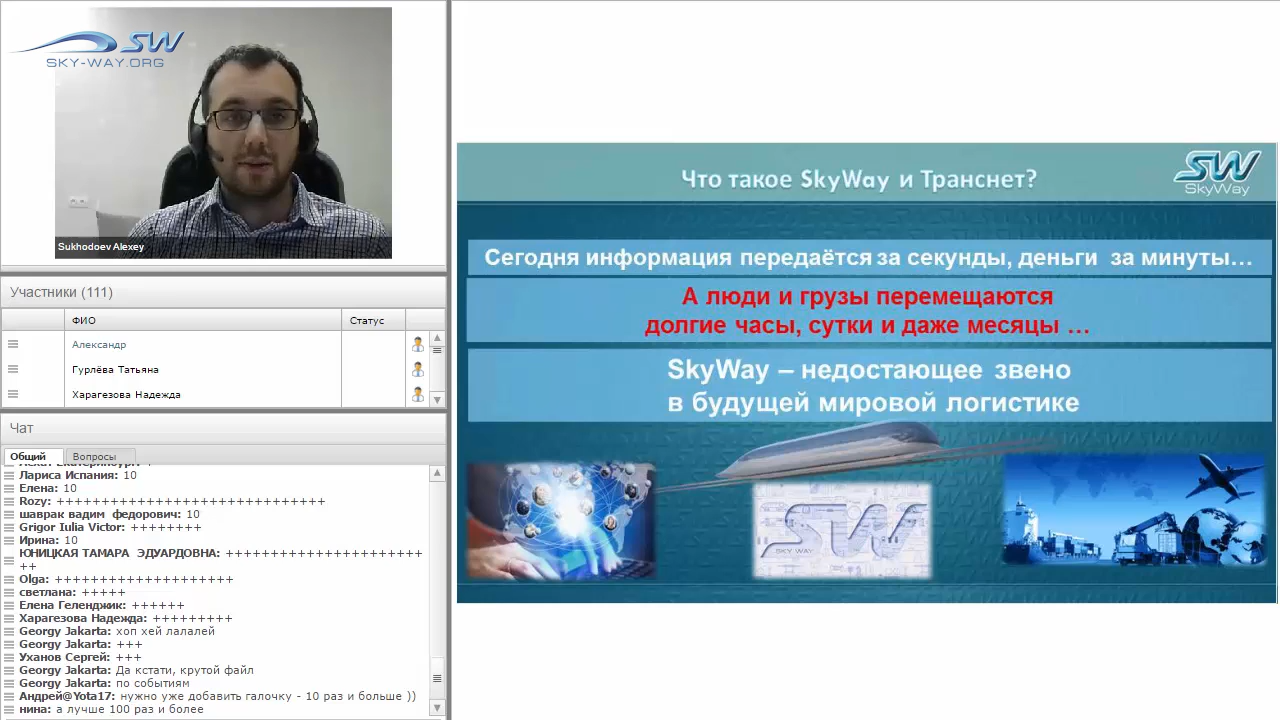 SW
SKY-WAY.ORG
Sukhodoev Alexey
Участники (111)
ФИО
Статус
Александр
Гурлёва Татьяна
Харагезова Надежда
Чат
Общий
Вопросы
Лариса Испания: 10
Елена: 10
Rozy: ++++++++++++++++++++++++++++++
шаврак вадим федорович: 10
Grigor Iulia Victor: ++++++++
Ирина: 10
ЮНИЦКАЯ ТАМАРА ЭДУАРДОВНА: ++++++++++++++++++++++
++
Olga: ++++++++++++++++++++
светлана: +++++
Елена Геленджик: ++++++
Харагезова Надежда: +++++++++
Georgy Jakarta: хоп хей лалалей
Georgy Jakarta: +++
Уханов Сергей: +++
Georgy Jakarta: Да кстати, крутой файл
Georgy Jakarta: по событиям
Андрей@Yota17: нужно уже добавить галочку - 10 раз и больше ))
нина: а лучше 100 раз и более
Что такое SkyWay и Транснет?
SW
SkyWay
Сегодня информация передаётся за секунды, деньги за минуты…
А люди и грузы перемещаются
долгие часы, сутки и даже месяцы …
SkyWay – недостающее звено
в будущей мировой логистике
SW
SKY WAY